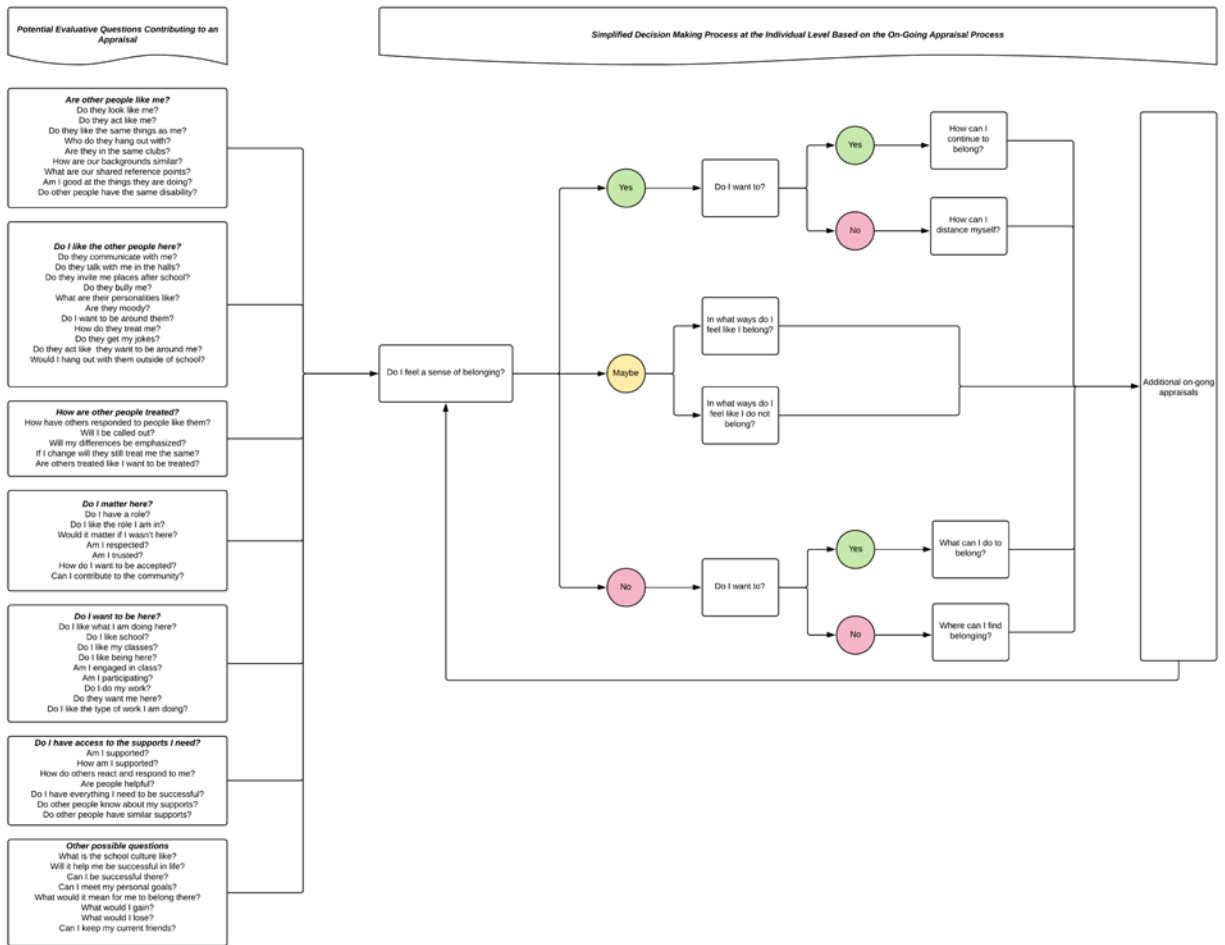 Potential Evaluative Questions Contributing to an
Appraisal
Simplified Decision Making Process at the Individual Level Based on the On-Going Appraisal Process
Are other people like me?
Do they look like me?
Do they act like me?
Do they like the same things as me?
Who do they hang out with?
Are they in the same clubs?
How are our backgrounds similar?
What are our shared reference points?
Am I good at the things they are doing?
Do other people have the same disability?
Do I like the other people here?
Do they communicate with me?
Do they talk with me in the halls?
Do they invite me places after school?
Do they bully me?
What are their personalities like?
Are they moody?
Do I want to be around them?
How do they treat me?
Do they get my jokes?
Do they act like they want to be around me?
Would I hang out with them outside of school?
How are other people treated?
How have others responded to people like them?
Will I be called out?
Will my differences be emphasized?
If I change will they still treat me the same?
Are others treated like I want to be treated?
Do I matter here?
Do I have a role?
Do I like the role I am in?
Would it matter if I wasn't here?
Am I respected?
Am I trusted?
How do I want to be accepted?
Can I contribute to the community?
Do I want to be here?
Do I like what I am doing here?
Do I like school?
Do I like my classes?
Do I like being here?
Am I engaged in class?
Am I participating?
Do I do my work?
Do they want me here?
Do I like the type of work I am doing?
Do I have access to the supports I need?
Am I supported?
How am I supported?
How do others react and respond to me?
Are people helpful?
Do I have everything I need to be successful?
Do other people know about my supports?
Do other people have similar supports?
Other possible questions
What is the school culture like?
Will it help me be successful in life?
Can I be successful there?
Can I meet my personal goals?
What would it mean for me to belong there?
What would I gain?
What would I lose?
Can I keep my current friends?
Do I feel a sense of belonging?
Yes
Do I want to?
Yes
How can I
continue to
belong?
No
How can I
distance myself?
Maybe
In what ways do I
feel like I belong?
In what ways do I
feel like I do not
belong?
No
Do I want to?
Yes
What can I do to
belong?
No
Where can I find
belonging?
Additional on-gong
appraisals